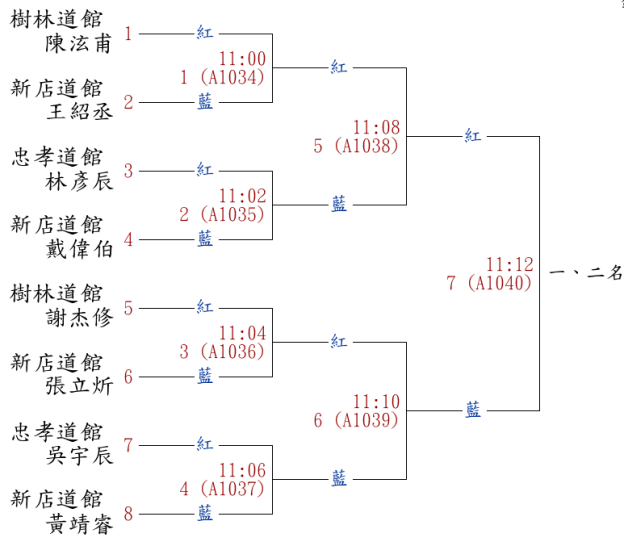 樹林道館
陳泫甫 1 紅
11:00
1 (A1034) 紅
新店道館
王紹丞 2 藍
11:08
5 (A1038) 紅
忠孝道館
林彥辰 3 紅
11:02
2 (A1035) 藍
新店道館
戴偉伯 4 藍
11:12
7 (A1040) 一、二名
樹林道館
謝杰修 5 紅
11:04
3 (A1036) 紅
新店道館
張立炘 6 藍
11:10
6 (A1039) 藍
忠孝道館
吳宇辰 7 紅
11:06
4 (A1037) 藍
新店道館
黃靖睿 8 藍